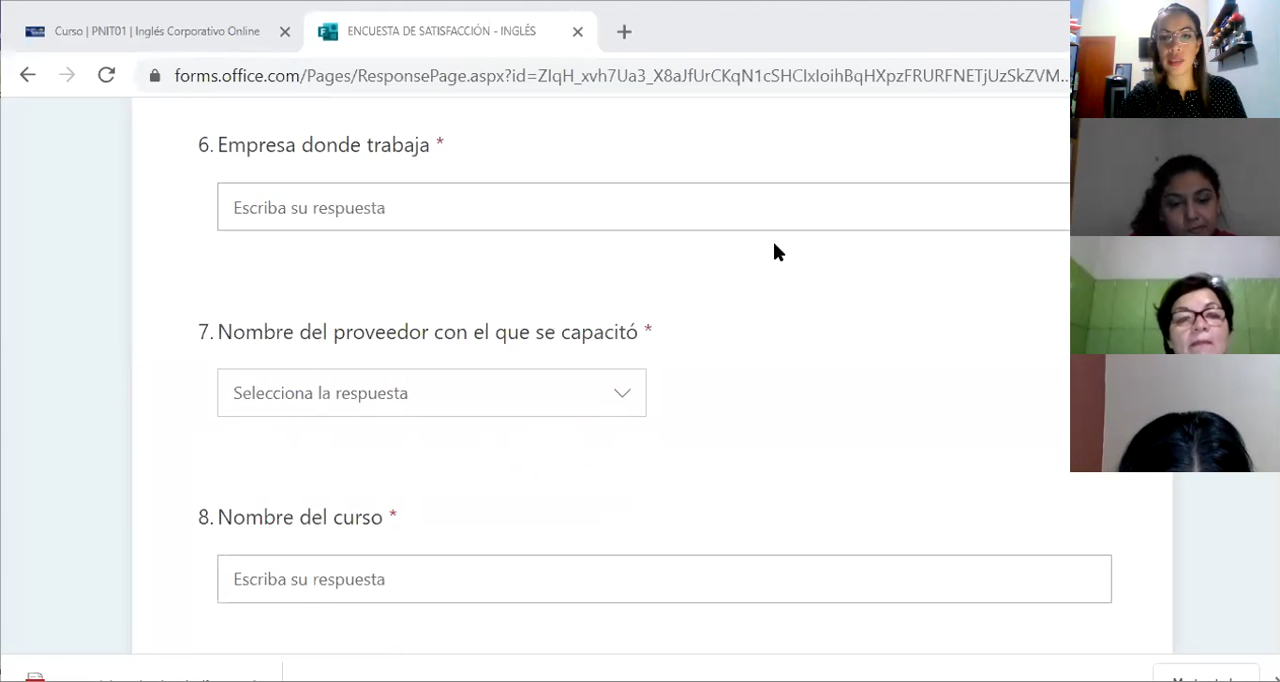 Curso | PNIT01 | Inglés Corporativo Online
ENCUESTA DE SATISFACCIÓN - INGLÉS
forms.office.com/Pages/ResponsePage.aspx?id=ZIqH_xvh7Ua3_X8aJfUrCKqN1cSHClxIoihBqHXpzFRURFNETjUzSkZVM...
6. Empresa donde trabaja *
Escriba su respuesta
7. Nombre del proveedor con el que se capacitó *
Selecciona la respuesta
8. Nombre del curso *
Escriba su respuesta